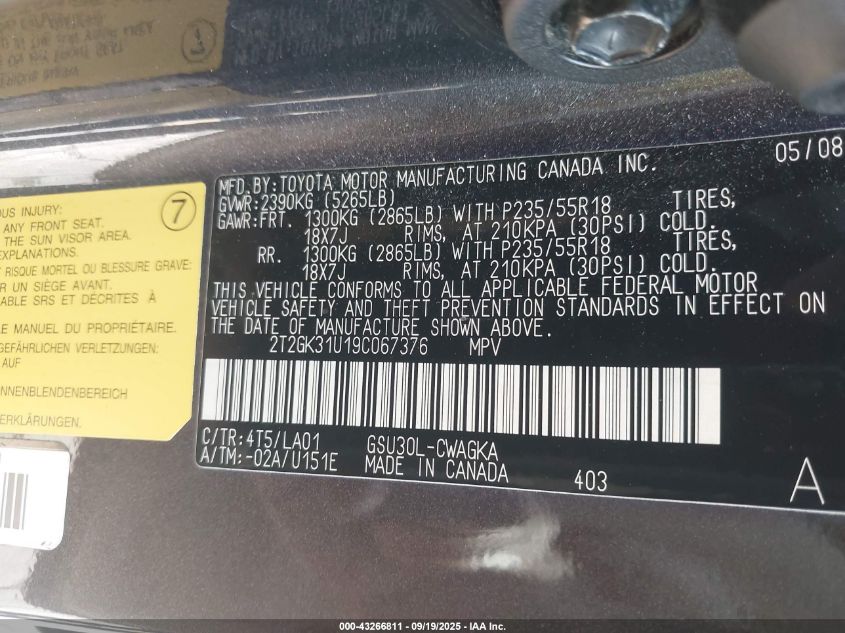 MFD. BY: TOYOTA MOTOR MANUFACTURING CANADA INC. 05/08
GVWR: 2390KG (5265LB)
GAWR: FRT. 1300KG (2865LB) WITH P235/55R18 TIRES,
18X7J RIMS, AT 210KPA (30PSI) COLD.
RR. 1300KG (2865LB) WITH P235/55R18 TIRES,
18X7J RIMS, AT 210KPA (30PSI) COLD.
THIS VEHICLE CONFORMS TO ALL APPLICABLE FEDERAL MOTOR
VEHICLE SAFETY AND THEFT PREVENTION STANDARDS IN EFFECT ON
THE DATE OF MANUFACTURE SHOWN ABOVE.
2T2GK31U19C067376 MPV
C/TR: 4T5/LA01 GSU30L-CWAGKA
A/TM: -02A/U151E MADE IN CANADA 403 A
7
OUS INJURY:
ANY FRONT SEAT.
THE SUN VISOR AREA.
EXPLANATIONS.
T RISQUE MORTEL OU BLESSURE GRAVE:
R UN SIÈGE AVANT.
ABLE SRS ET DÉCRITES À
LE MANUEL DU PROPRIÉTAIRE.
GEFÄHRLICHEN VERLETZUNGEN:
AUF
NNENBLENDENBEREICH
ERKLÄRUNGEN.
000-43266811 - 09/19/2025 - IAA Inc.